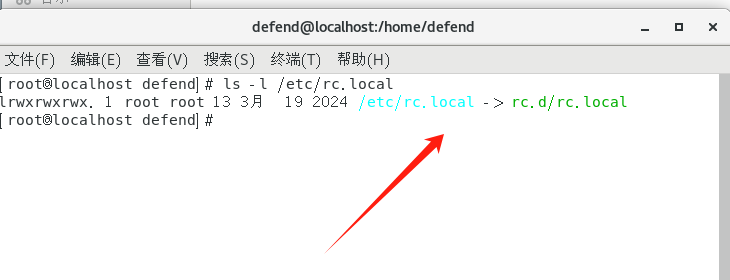 defend@localhost:/home/defend
文件(F) 编辑(E) 查看(V) 搜索(S) 终端(T) 帮助(H)
[root@localhost defend]# ls -l /etc/rc.local
lrwxrwxrwx. 1 root root 13 3月 19 2024 /etc/rc.local -> rc.d/rc.local
[root@localhost defend]#